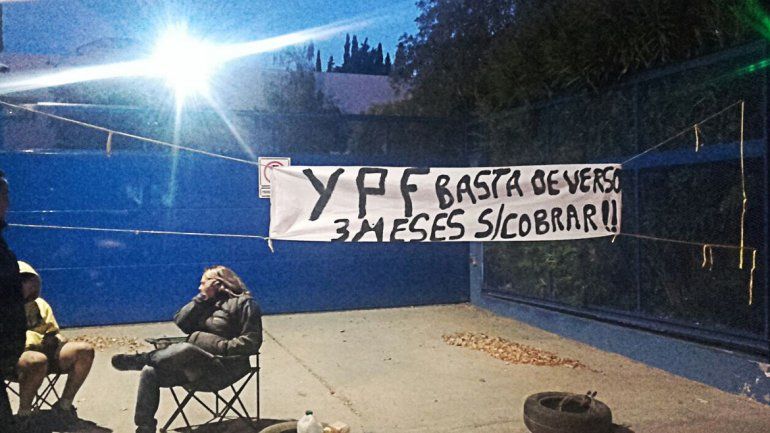 YPF BASTA DE VERSO
3 MESES S/COBRAR!!